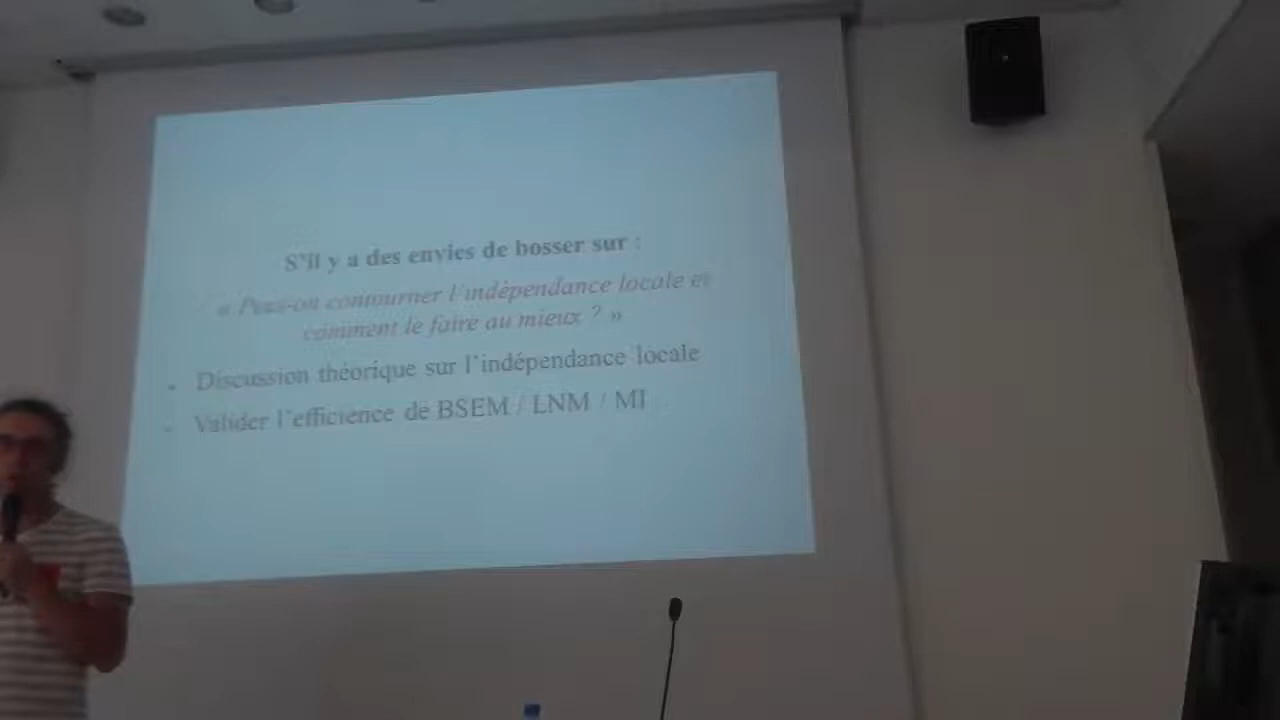 S'il y a des envies de bosser sur :
« Peut-on contourner l'indépendance locale et
comment le faire au mieux ? »
- Discussion théorique sur l'indépendance locale
- Valider l'efficience de BSEM / LNM / MI